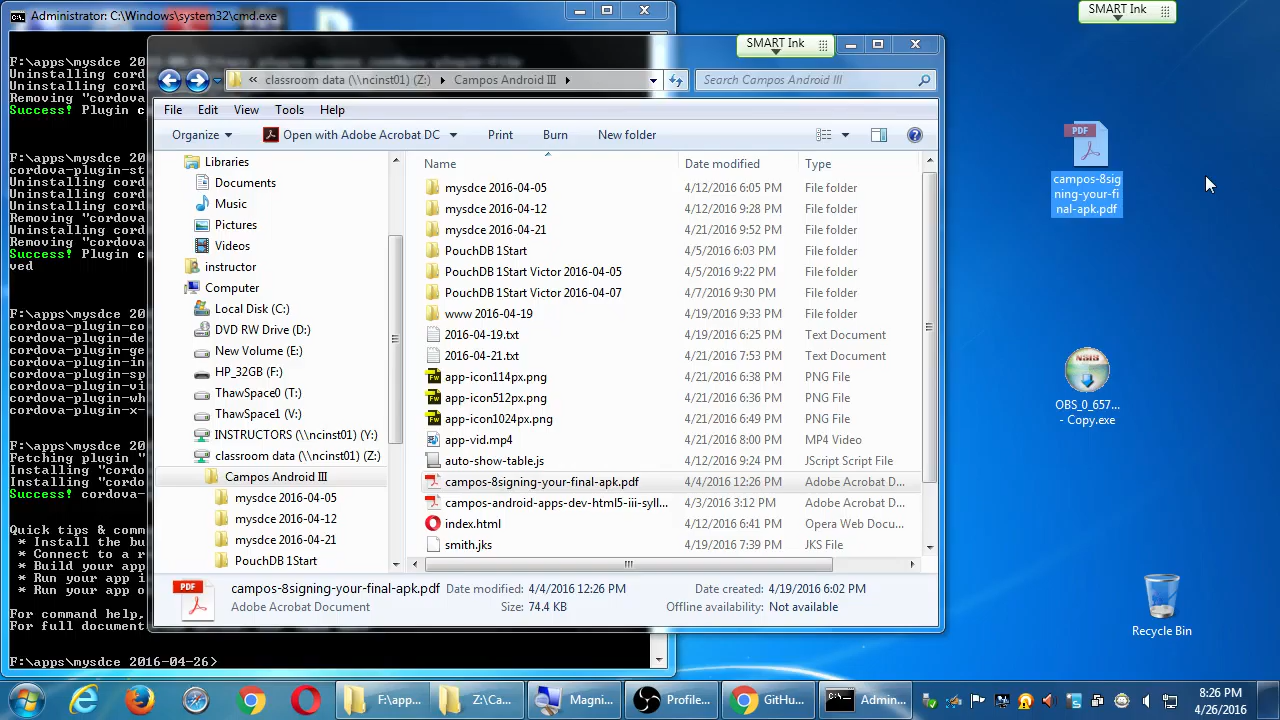 Administrator: C:\Windows\system32\cmd.exe
SMART Ink
SMART Ink
F:\apps\mysdce 20
Uninstalling cord
Uninstalling cord
Removing "cordova
Success! Plugin c
F:\apps\mysdce 20
cordova-plugin-st
Uninstalling cord
Uninstalling cord
Uninstalling cord
Removing "cordova
Uninstalling cord
Removing "cordova
Success! Plugin c
ved
F:\apps\mysdce 20
cordova-plugin-co
cordova-plugin-de
cordova-plugin-ge
cordova-plugin-in
cordova-plugin-sp
cordova-plugin-vi
cordova-plugin-wh
cordova-plugin-x-
F:\apps\mysdce 20
Fetching plugin "
Installing "cordo
Installing "cordo
Success! cordova-
Quick tips & comm
* Install the bu
* Connect to a r
* Build your app
* Run your app i
* Run your app o
For command help,
For full document
F:\apps\mysdce 2016-04-26>
« classroom data (\\ncinst01) (Z:) Campos Android III
Search Campos Android III
File Edit View Tools Help
Organize Open with Adobe Acrobat DC Print Burn New folder
Libraries
Documents
Music
Pictures
Videos
instructor
Computer
Local Disk (C:)
DVD RW Drive (D:)
New Volume (E:)
HP_32GB (F:)
ThawSpace0 (T:)
ThawSpace1 (V:)
INSTRUCTORS (\\ncinst01) (Y:)
classroom data (\\ncinst01) (Z:)
Campos Android III
mysdce 2016-04-05
mysdce 2016-04-12
mysdce 2016-04-21
PouchDB 1Start
Name Date modified Type
mysdce 2016-04-05 4/12/2016 6:05 PM File folder
mysdce 2016-04-12 4/12/2016 9:28 PM File folder
mysdce 2016-04-21 4/21/2016 9:52 PM File folder
PouchDB 1Start 4/5/2016 6:03 PM File folder
PouchDB 1Start Victor 2016-04-05 4/5/2016 9:22 PM File folder
PouchDB 1Start Victor 2016-04-07 4/7/2016 9:30 PM File folder
www 2016-04-19 4/19/2016 9:33 PM File folder
2016-04-19.txt 4/19/2016 6:25 PM Text Document
2016-04-21.txt 4/21/2016 7:53 PM Text Document
app-icon114px.png 4/21/2016 6:38 PM PNG File
app-icon512px.png 4/21/2016 6:36 PM PNG File
app-icon1024px.png 4/21/2016 6:49 PM PNG File
app-vid.mp4 4/21/2016 8:00 PM MP4 Video
auto-show-table.js 4/12/2016 9:24 PM JScript Script File
campos-8signing-your-final-apk.pdf 4/4/2016 12:26 PM Adobe Acrobat D...
campos-android-apps-dev-html5-iii-syll... 4/3/2016 3:12 PM Adobe Acrobat D...
index.html 4/12/2016 6:41 PM Opera Web Docu...
smith.jks 4/19/2016 7:39 PM JKS File
PDF
campos-8signing-your-final-apk.pdf Date modified: 4/4/2016 12:26 PM Date created: 4/19/2016 6:02 PM
Adobe Acrobat Document Size: 74.4 KB Offline availability: Not available
PDF
campos-8sig
ning-your-fi
nal-apk.pdf
NSIS
OBS_0_657...
- Copy.exe
Recycle Bin
F:\app... Z:\Ca... Magni... Profile... GitHu... Admin...
8:26 PM
4/26/2016